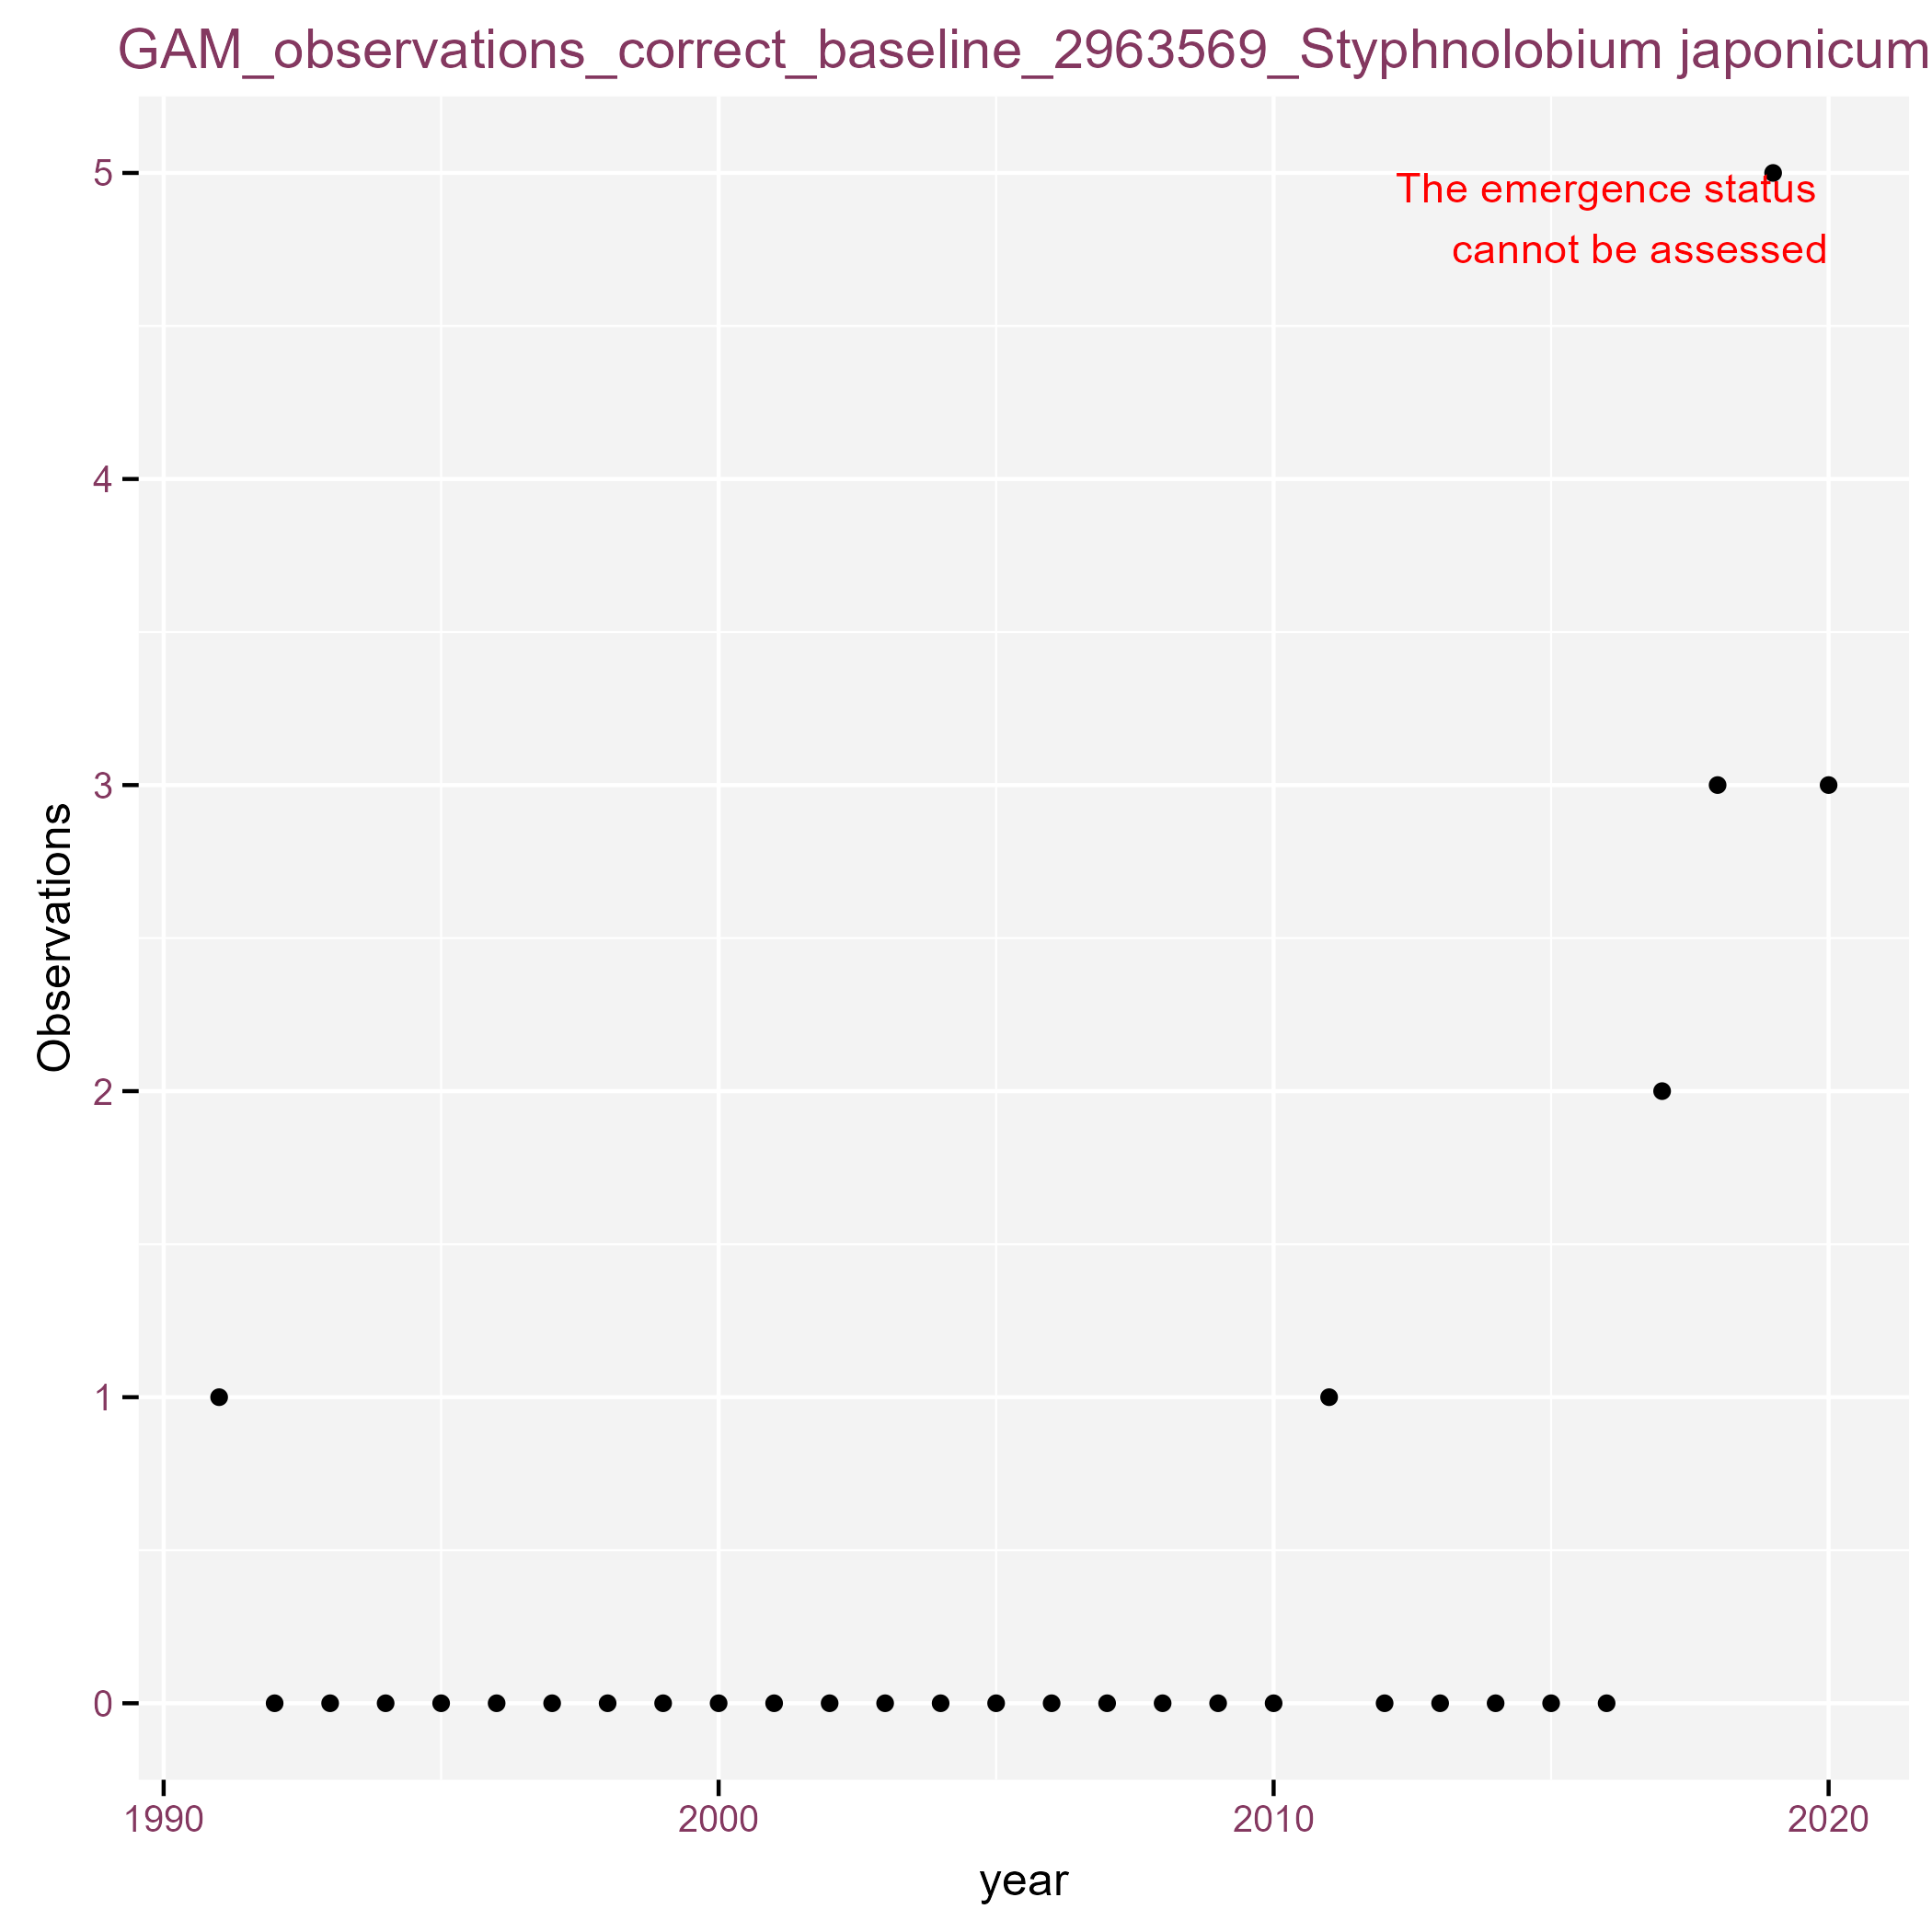 GAM_observations_correct_baseline_2963569_Styphnolobium japonicum
5
The emergence status
cannot be assessed
4
3
2
1
0
Observations
1990 2000 2010 2020
year